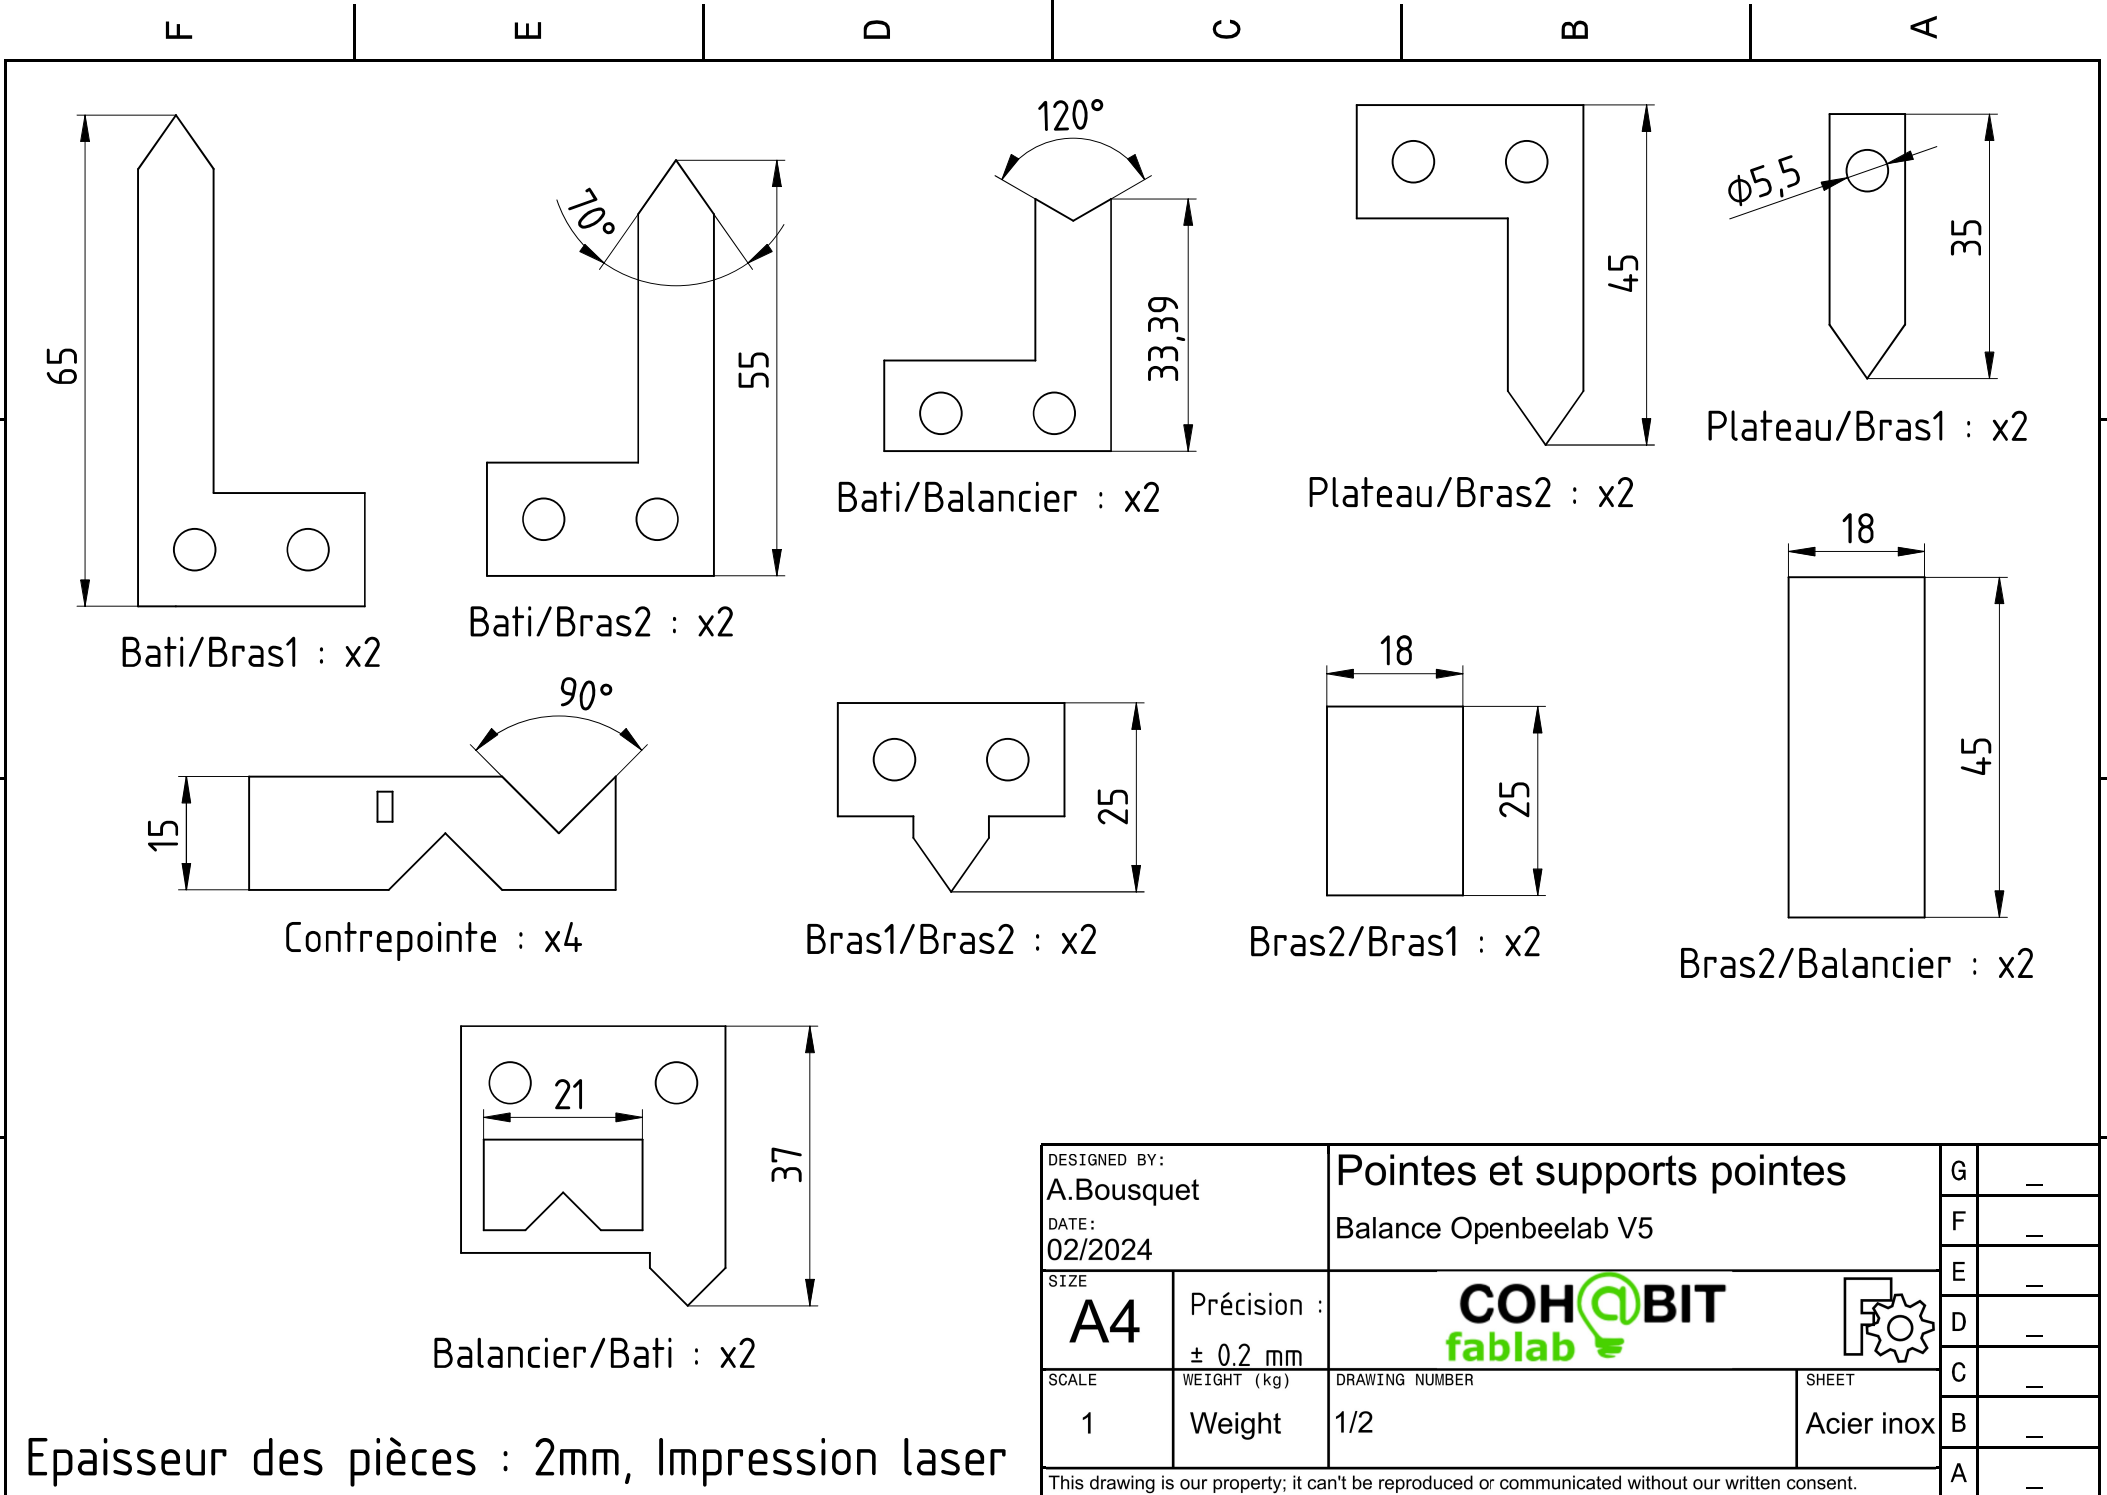 F E D C B A
65
Bati/Bras1 : x2
70°
55
Bati/Bras2 : x2
120°
33,39
Bati/Balancier : x2
45
Plateau/Bras2 : x2
Φ5,5
35
Plateau/Bras1 : x2
90°
15
Contrepointe : x4
25
Bras1/Bras2 : x2
18
25
Bras2/Bras1 : x2
18
45
Bras2/Balancier : x2
21
37
Balancier/Bati : x2
Epaisseur des pièces : 2mm, Impression laser
DESIGNED BY:
A.Bousquet
DATE:
02/2024
Pointes et supports pointes
Balance Openbeelab V5
SIZE
A4
Précision :
± 0.2 mm
COH@BIT
fablab
SCALE
1
WEIGHT (kg)
Weight
DRAWING NUMBER
1/2
SHEET
Acier inox
This drawing is our property; it can't be reproduced or communicated without our written consent.
G _
F _
E _
D _
C _
B _
A _